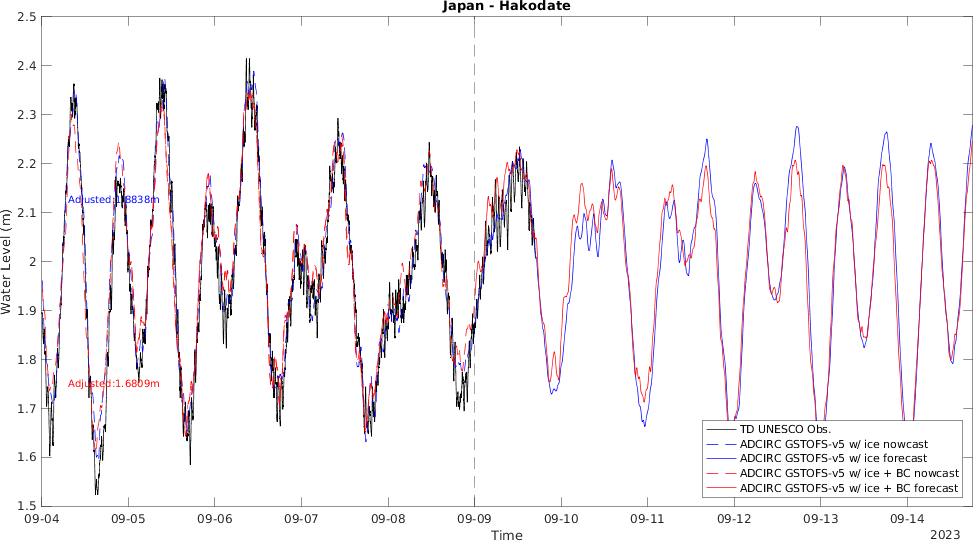 Japan - Hakodate
2.5
2.4
2.3
2.2
2.1
2
1.9
1.8
1.7
1.6
1.5
Water Level (m)
Adjusted:1.8838m
Adjusted:1.6809m
TD UNESCO Obs.
ADCIRC GSTOFS-v5 w/ ice nowcast
ADCIRC GSTOFS-v5 w/ ice forecast
ADCIRC GSTOFS-v5 w/ ice + BC nowcast
ADCIRC GSTOFS-v5 w/ ice + BC forecast
09-04 09-05 09-06 09-07 09-08 09-09 09-10 09-11 09-12 09-13 09-14
Time
2023